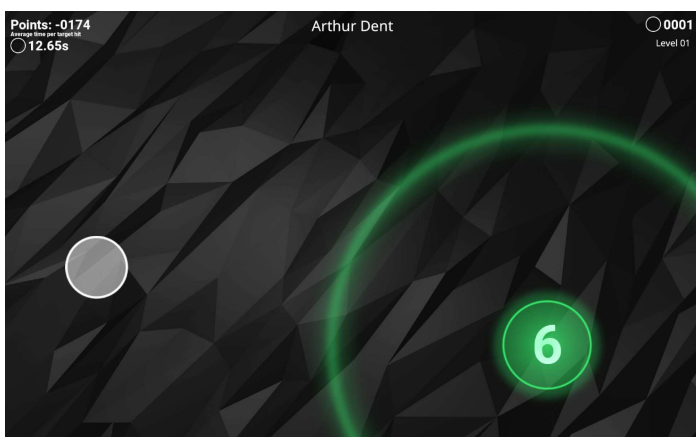 Points: -0174
Average time per target hit
12.65s
Arthur Dent
0001
Level 01
6